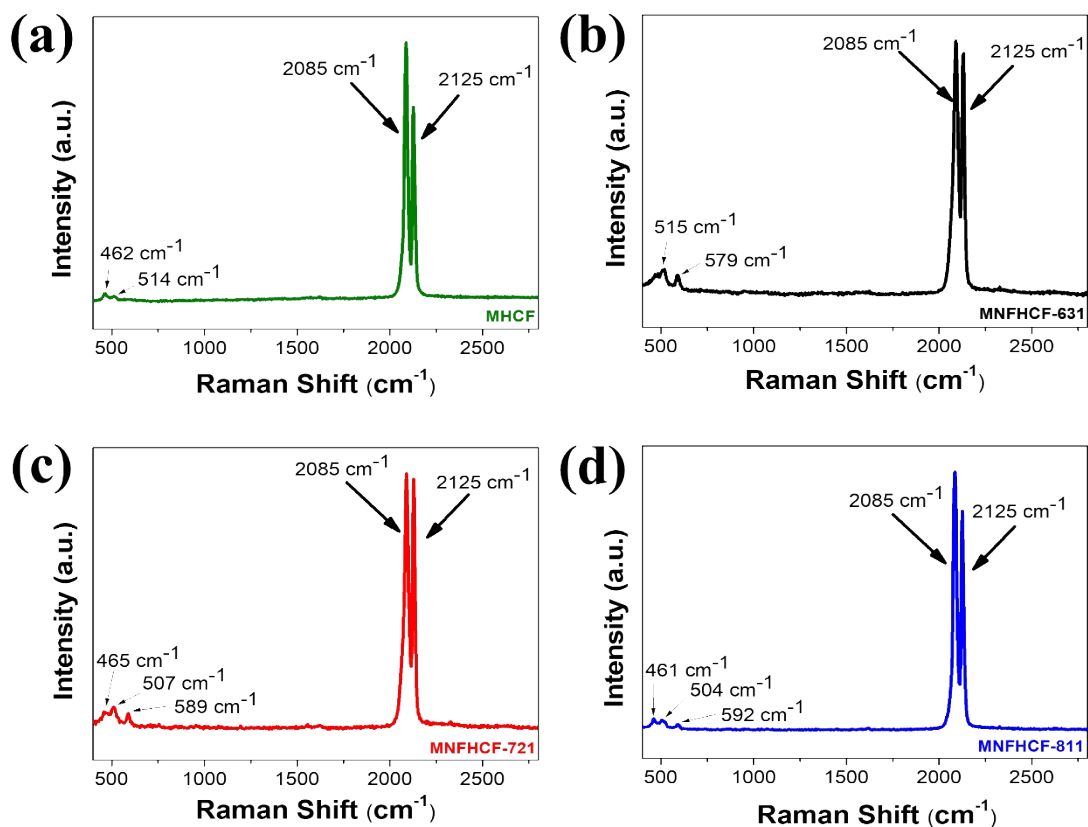 (a)
2085 cm⁻¹
2125 cm⁻¹
462 cm⁻¹
514 cm⁻¹
MHCF
Intensity (a.u.)
500 1000 1500 2000 2500
Raman Shift (cm⁻¹)
(b)
2085 cm⁻¹
2125 cm⁻¹
515 cm⁻¹
579 cm⁻¹
MNFHCF-631
Intensity (a.u.)
500 1000 1500 2000 2500
Raman Shift (cm⁻¹)
(c)
2085 cm⁻¹
2125 cm⁻¹
465 cm⁻¹
507 cm⁻¹
589 cm⁻¹
MNFHCF-721
Intensity (a.u.)
500 1000 1500 2000 2500
Raman Shift (cm⁻¹)
(d)
2085 cm⁻¹
2125 cm⁻¹
461 cm⁻¹
504 cm⁻¹
592 cm⁻¹
MNFHCF-811
Intensity (a.u.)
500 1000 1500 2000 2500
Raman Shift (cm⁻¹)